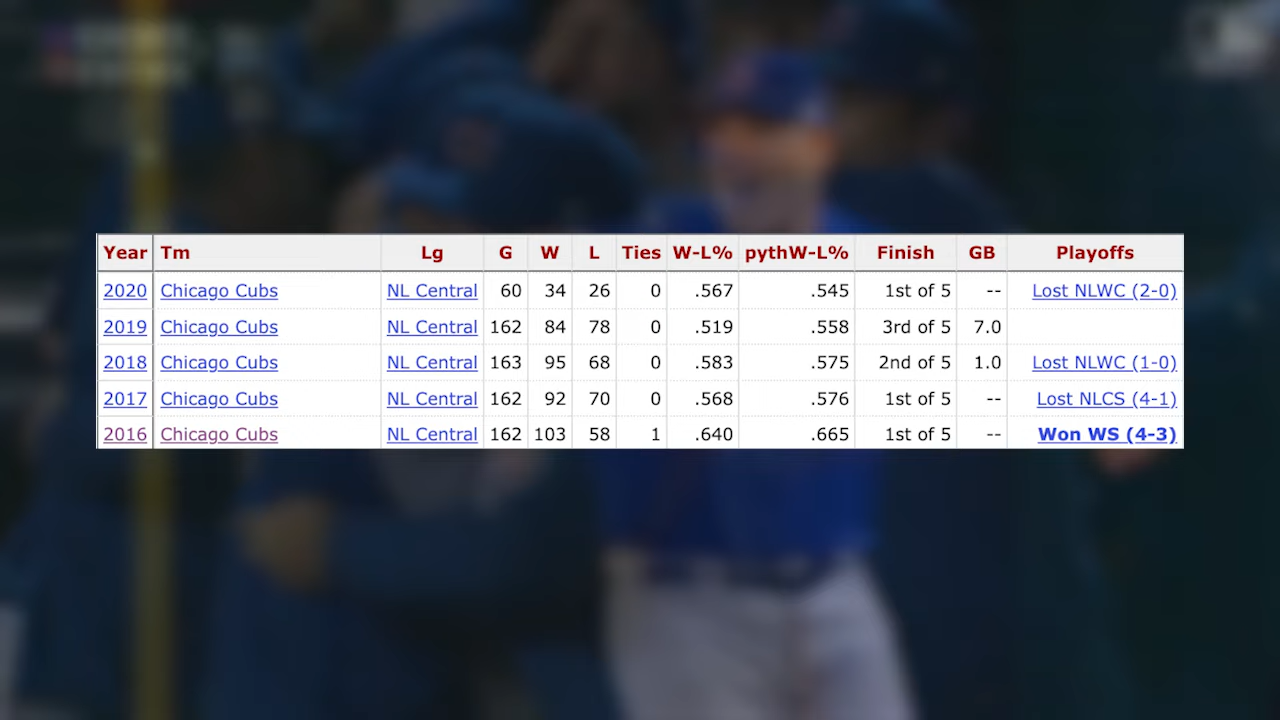 Year Tm Lg G W L Ties W-L% pythW-L% Finish GB Playoffs
2020 Chicago Cubs NL Central 60 34 26 0 .567 .545 1st of 5 -- Lost NLWC (2-0)
2019 Chicago Cubs NL Central 162 84 78 0 .519 .558 3rd of 5 7.0
2018 Chicago Cubs NL Central 163 95 68 0 .583 .575 2nd of 5 1.0 Lost NLWC (1-0)
2017 Chicago Cubs NL Central 162 92 70 0 .568 .576 1st of 5 -- Lost NLCS (4-1)
2016 Chicago Cubs NL Central 162 103 58 1 .640 .665 1st of 5 -- Won WS (4-3)